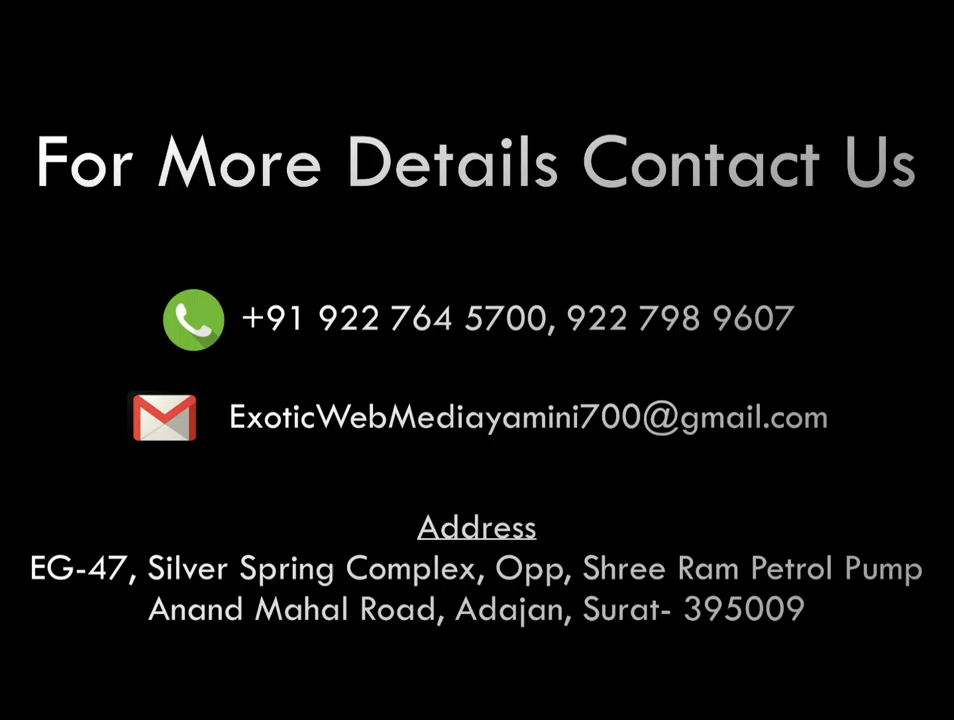 For More Details Contact Us
+91 922 764 5700, 922 798 9607
ExoticWebMediayamini700@gmail.com
Address
EG-47, Silver Spring Complex, Opp, Shree Ram Petrol Pump
Anand Mahal Road, Adajan, Surat- 395009